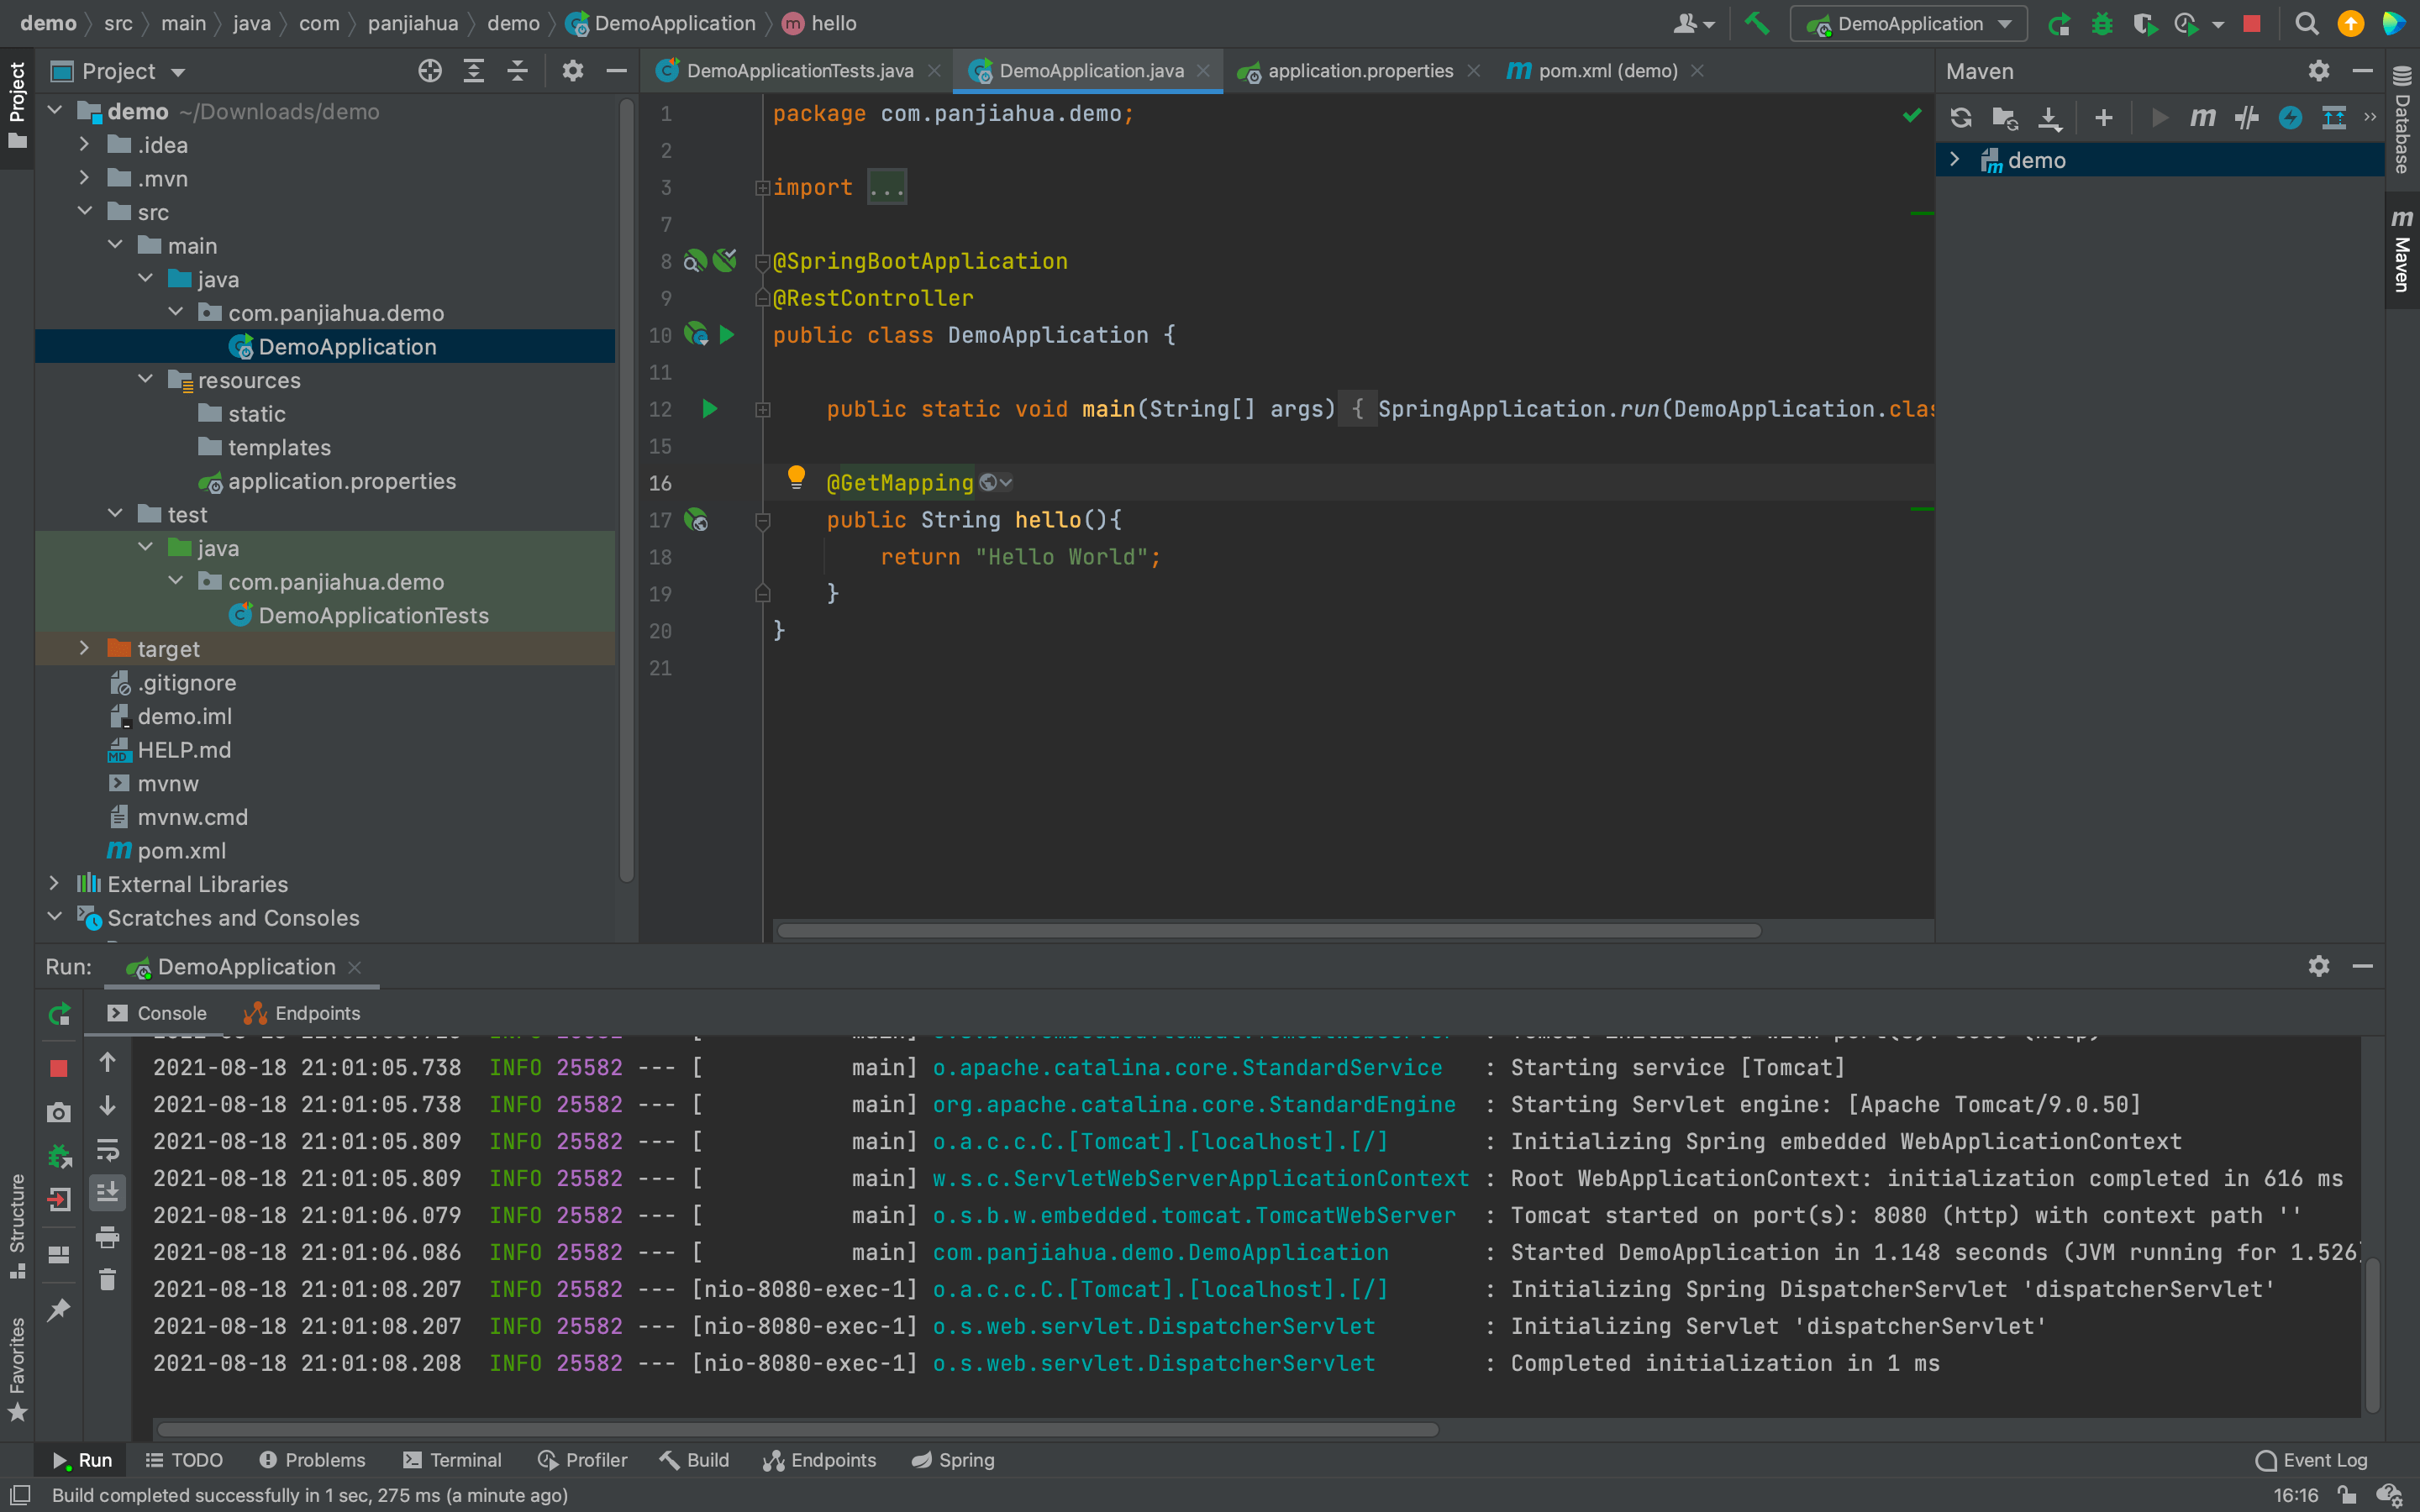 demo src main java com panjiahua demo DemoApplication m hello
DemoApplication
Project
Project
demo ~/Downloads/demo
.idea
.mvn
src
main
java
com.panjiahua.demo
DemoApplication
resources
static
templates
application.properties
test
java
com.panjiahua.demo
DemoApplicationTests
target
.gitignore
demo.iml
HELP.md
mvnw
mvnw.cmd
pom.xml
External Libraries
Scratches and Consoles
DemoApplicationTests.java DemoApplication.java application.properties pom.xml (demo)
1 package com.panjiahua.demo;
2
3 import ...
7
8 @SpringBootApplication
9 @RestController
10 public class DemoApplication {
11
12 public static void main(String[] args) { SpringApplication.run(DemoApplication.clas
15
16 @GetMapping
17 public String hello(){
18 return "Hello World";
19 }
20 }
21
Maven
demo
Database
Maven
Run: DemoApplication
Console Endpoints
2021-08-18 21:01:05.738 INFO 25582 --- [ main] o.apache.catalina.core.StandardService : Starting service [Tomcat]
2021-08-18 21:01:05.738 INFO 25582 --- [ main] org.apache.catalina.core.StandardEngine : Starting Servlet engine: [Apache Tomcat/9.0.50]
2021-08-18 21:01:05.809 INFO 25582 --- [ main] o.a.c.c.C.[Tomcat].[localhost].[/] : Initializing Spring embedded WebApplicationContext
2021-08-18 21:01:05.809 INFO 25582 --- [ main] w.s.c.ServletWebServerApplicationContext : Root WebApplicationContext: initialization completed in 616 ms
2021-08-18 21:01:06.079 INFO 25582 --- [ main] o.s.b.w.embedded.tomcat.TomcatWebServer : Tomcat started on port(s): 8080 (http) with context path ''
2021-08-18 21:01:06.086 INFO 25582 --- [ main] com.panjiahua.demo.DemoApplication : Started DemoApplication in 1.148 seconds (JVM running for 1.526)
2021-08-18 21:01:08.207 INFO 25582 --- [nio-8080-exec-1] o.a.c.c.C.[Tomcat].[localhost].[/] : Initializing Spring DispatcherServlet 'dispatcherServlet'
2021-08-18 21:01:08.207 INFO 25582 --- [nio-8080-exec-1] o.s.web.servlet.DispatcherServlet : Initializing Servlet 'dispatcherServlet'
2021-08-18 21:01:08.208 INFO 25582 --- [nio-8080-exec-1] o.s.web.servlet.DispatcherServlet : Completed initialization in 1 ms
Structure
Favorites
Run TODO Problems Terminal Profiler Build Endpoints Spring Event Log
Build completed successfully in 1 sec, 275 ms (a minute ago) 16:16